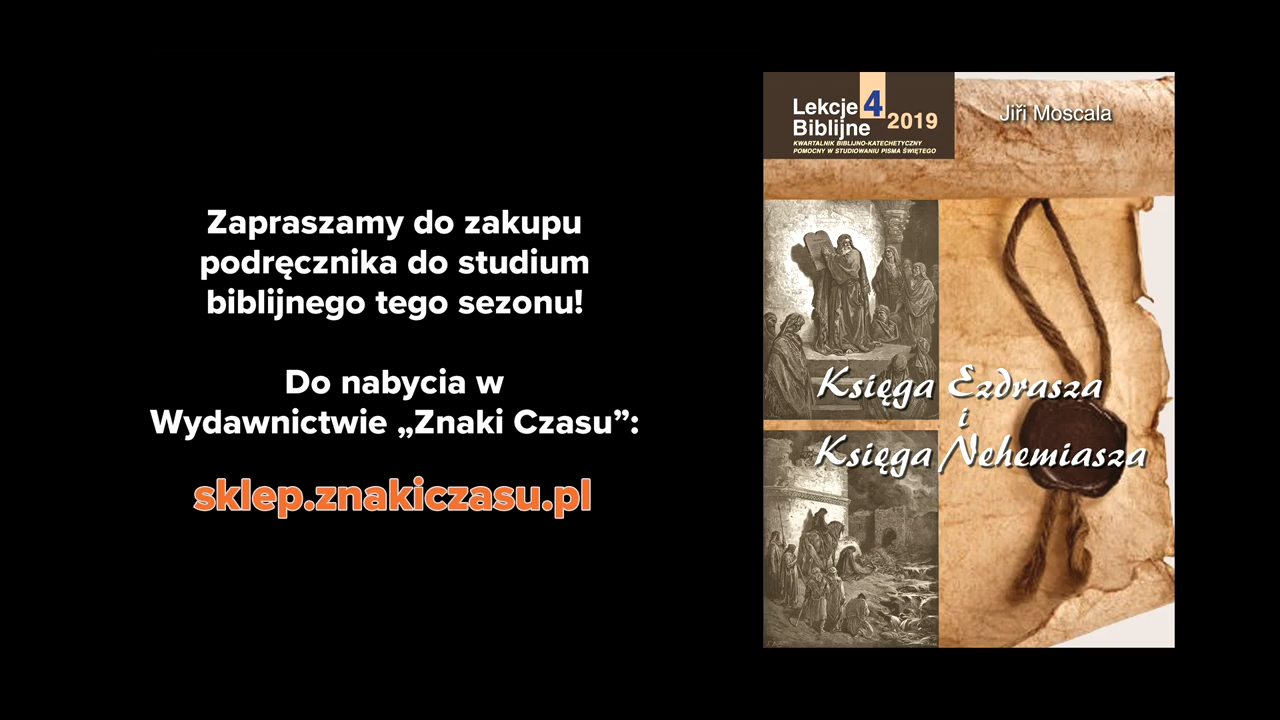 Zapraszamy do zakupu
podręcznika do studium
biblijnego tego sezonu!
Do nabycia w
Wydawnictwie „Znaki Czasu”:
sklep.znakiczasu.pl
Lekcje 4 2019
Biblijne
KWARTALNIK BIBLIJNO-KATECHETYCZNY
POMOCNY W STUDIOWANIU PISMA ŚWIĘTEGO
Jiři Moscala
Księga Ezdrasza
i
Księga Nehemiasza